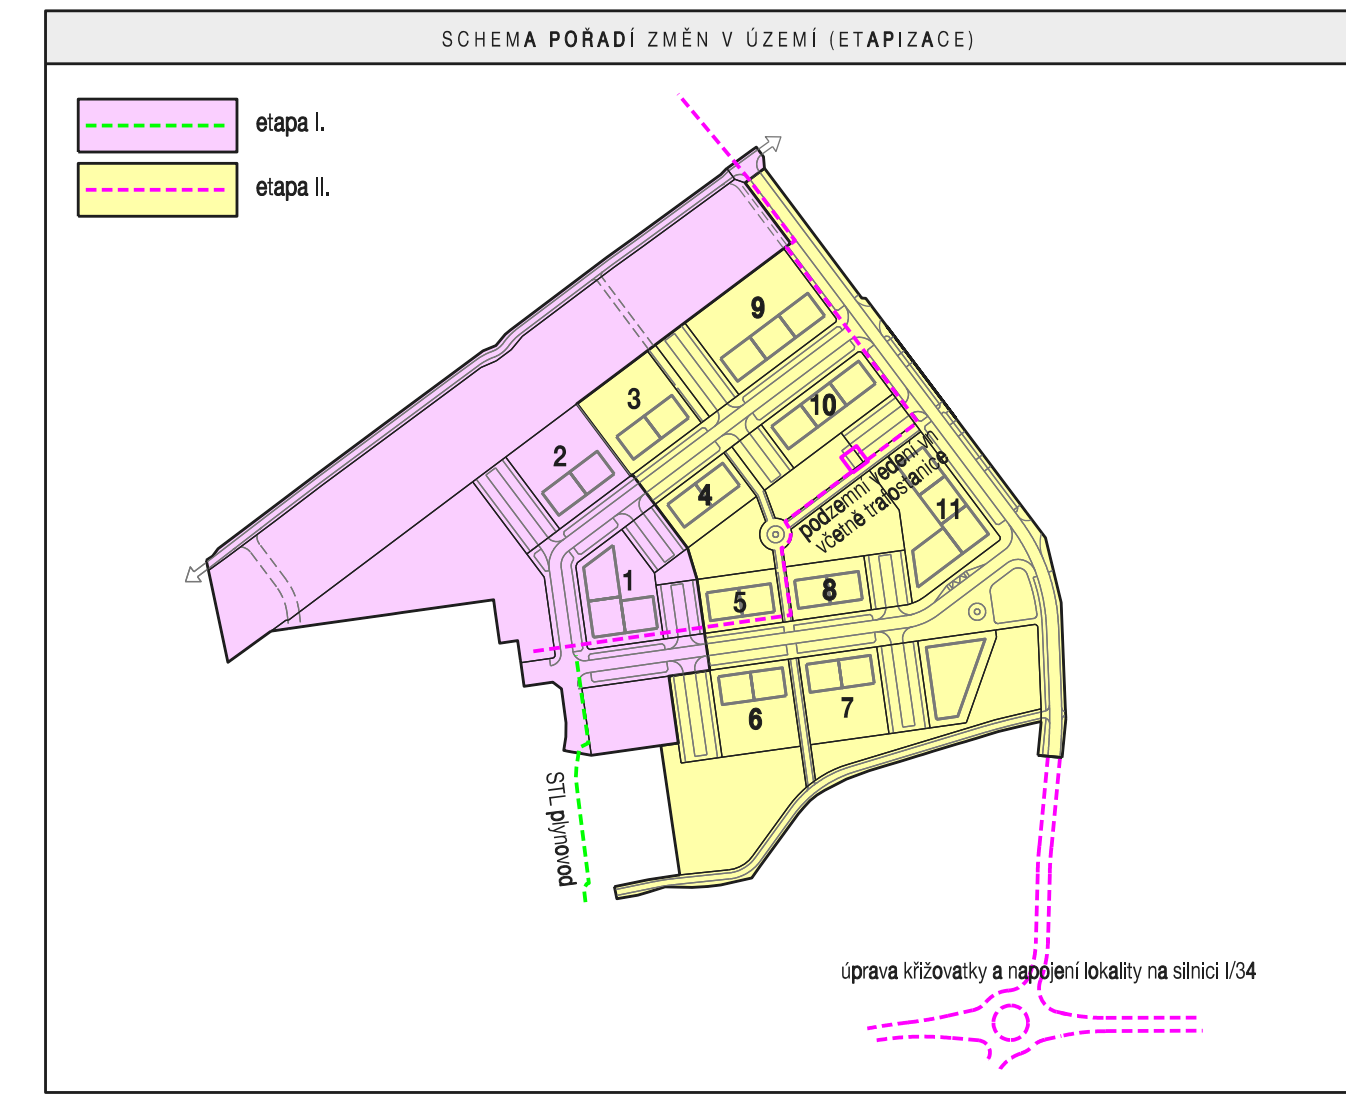 SCHEMA POŘADÍ ZMĚN V ÚZEMÍ (ETAPIZACE)
etapa I.
etapa II.
9
3
10
2
4
11
podzemní vedení vn
včetně trafostanice
1
5
8
6
7
STL plynovod
úprava křižovatky a napojení lokality na silnici I/34